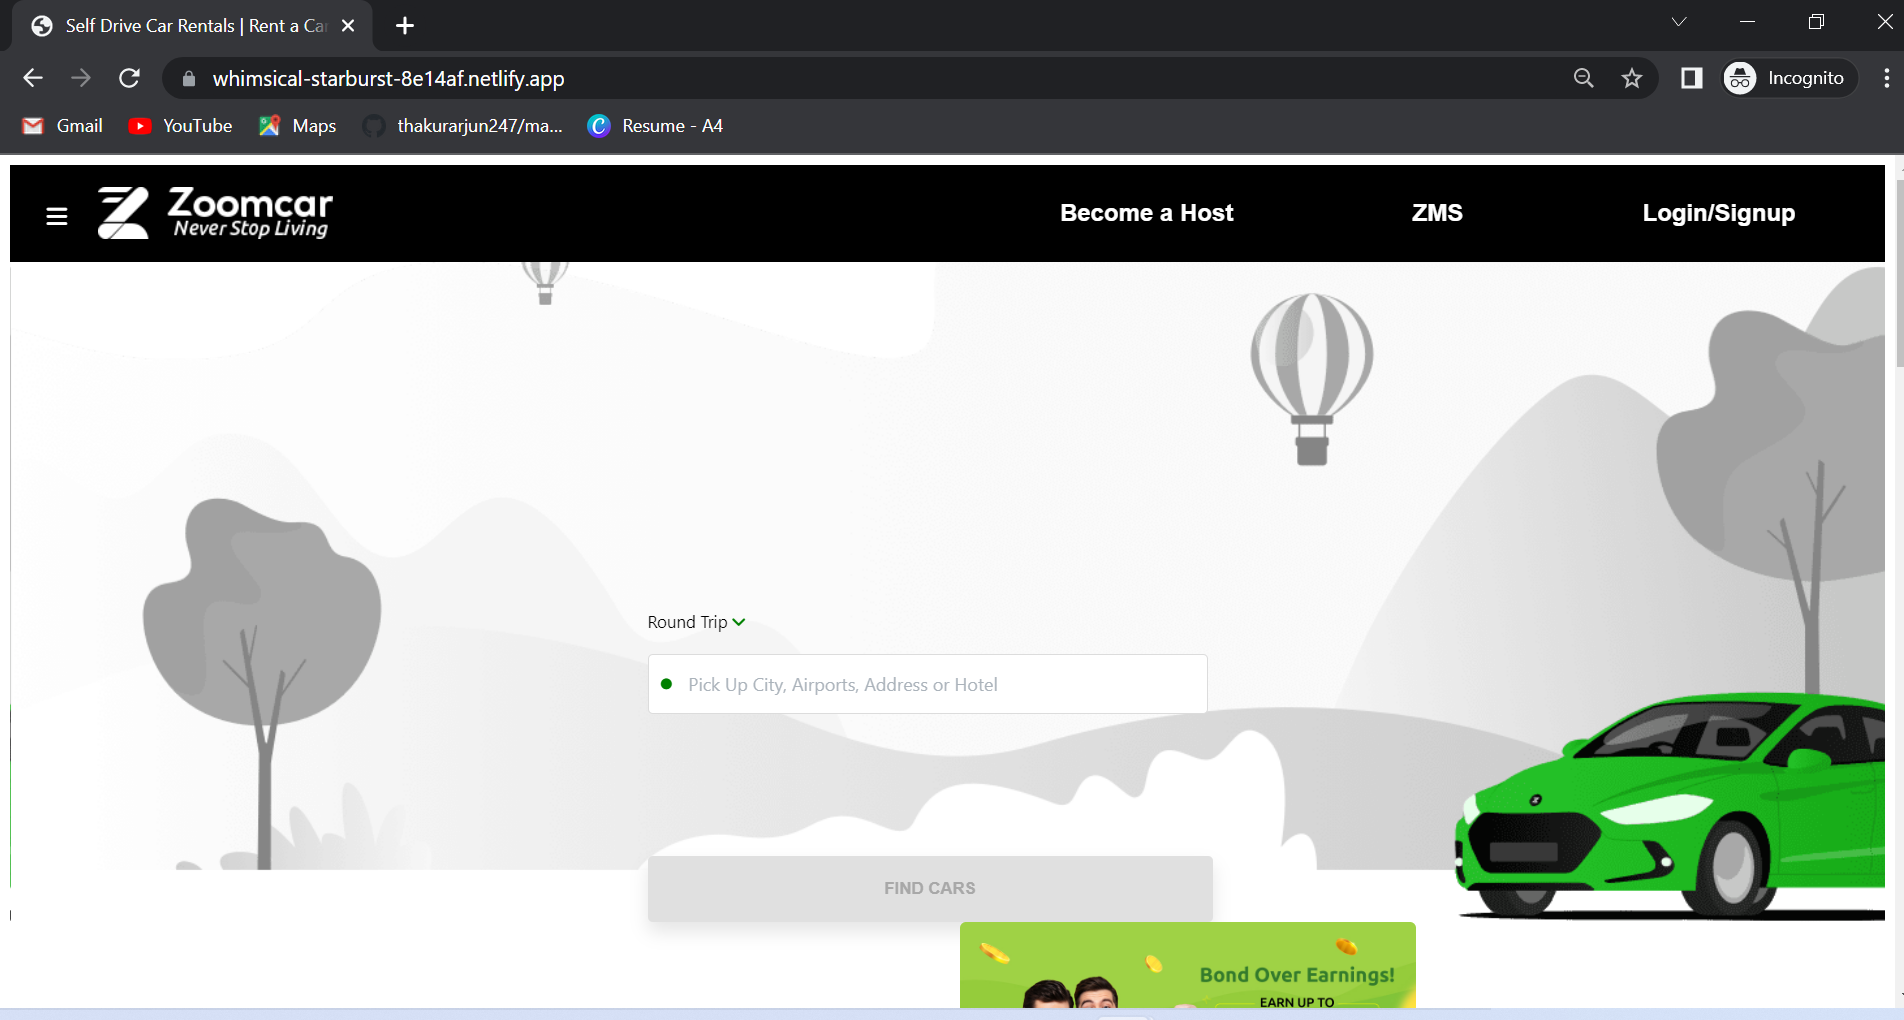 Self Drive Car Rentals | Rent a Ca
whimsical-starburst-8e14af.netlify.app
Incognito
Gmail
YouTube
Maps
thakurarjun247/ma...
Resume - A4
Zoomcar
Never Stop Living
Become a Host
ZMS
Login/Signup
Round Trip
Pick Up City, Airports, Address or Hotel
FIND CARS
Bond Over Earnings!
EARN UP TO